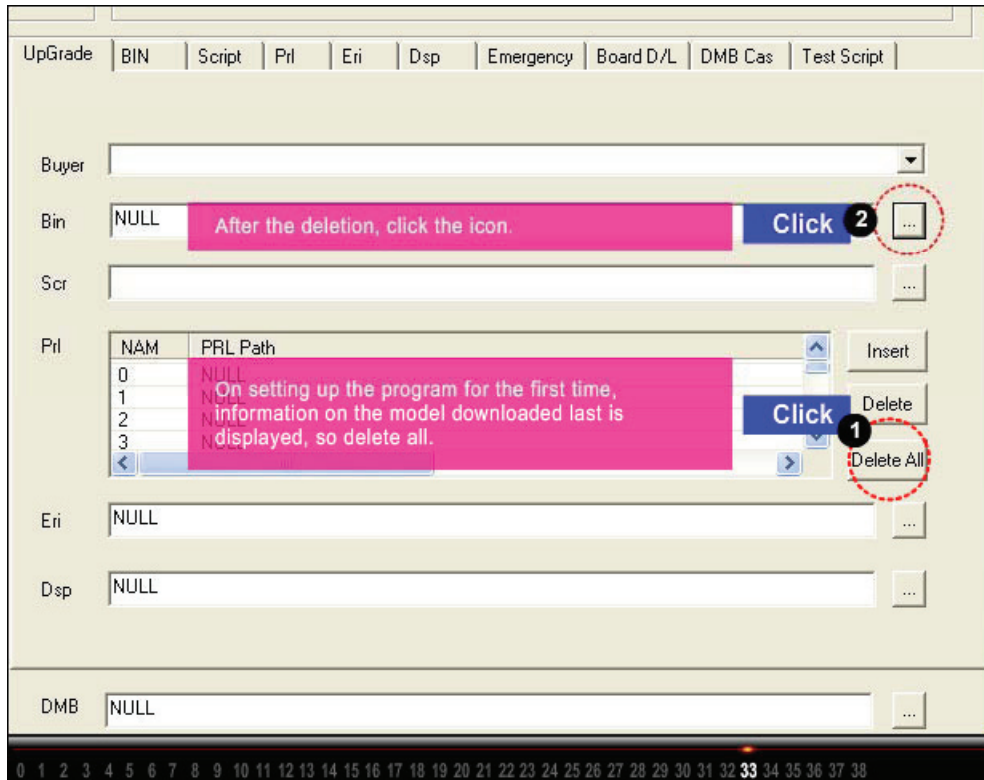 UpGrade BIN Script Prl Eri Dsp Emergency Board D/L DMB Cas Test Script
Buyer
Bin NULL After the deletion, click the icon. Click 2 ...
Scr ...
Prl NAM PRL Path Insert
0 NULL
1 NULL
2 NULL
3 NULL
On setting up the program for the first time,
information on the model downloaded last is
displayed, so delete all.
Click 1
Delete
Delete All
Eri NULL ...
Dsp NULL ...
DMB NULL ...
0 1 2 3 4 5 6 7 8 9 10 11 12 13 14 15 16 17 18 19 20 21 22 23 24 25 26 27 28 29 30 31 32 33 34 35 36 37 38